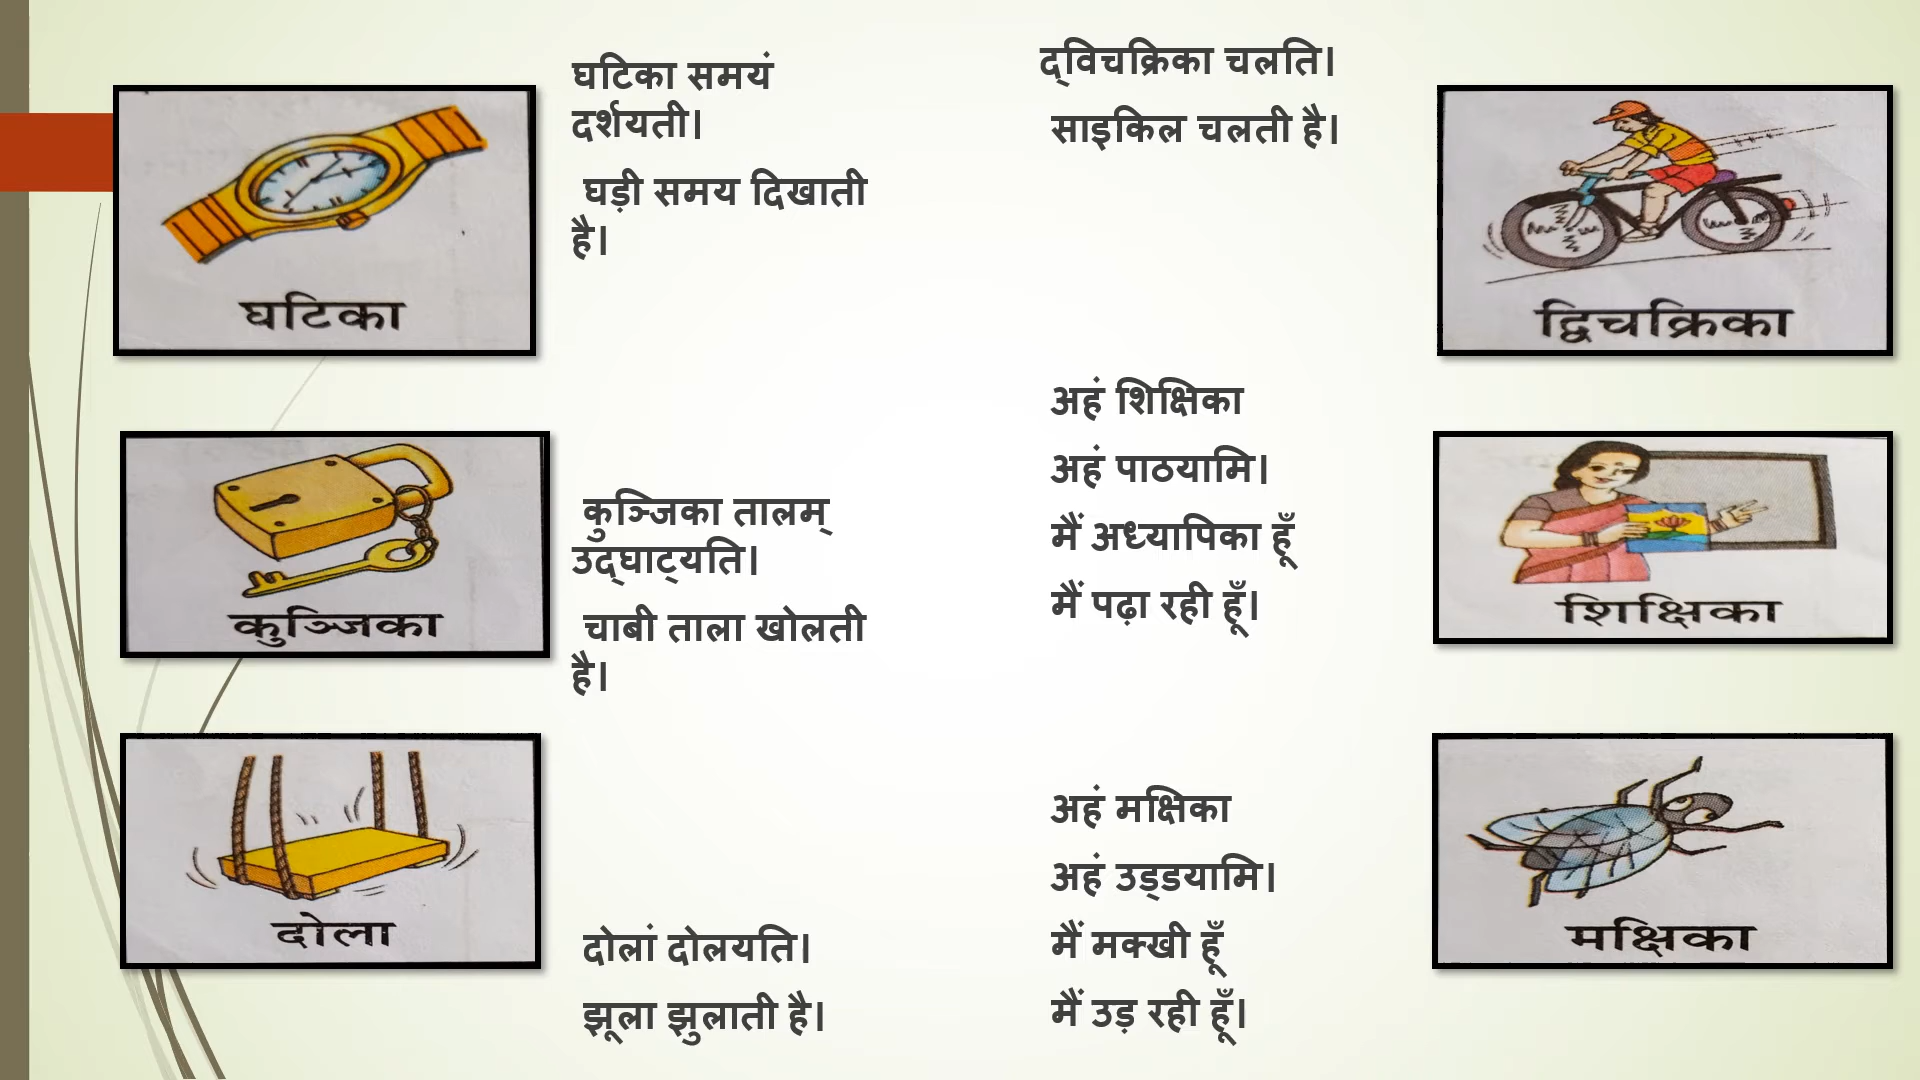 घटिका समयं
दर्शयती।
घड़ी समय दिखाती
है।
घटिका
कुञ्जिका तालम्
उद्घाट्यति।
चाबी ताला खोलती
है।
कुञ्जिका
दोलां दोलयति।
झूला झुलाती है।
दोला
द्विचक्रिका चलति।
साइकिल चलती है।
द्विचक्रिका
अहं शिक्षिका
अहं पाठयामि।
मैं अध्यापिका हूँ
मैं पढ़ा रही हूँ।
शिक्षिका
अहं मक्षिका
अहं उड्डयामि।
मैं मक्खी हूँ
मैं उड़ रही हूँ।
मक्षिका